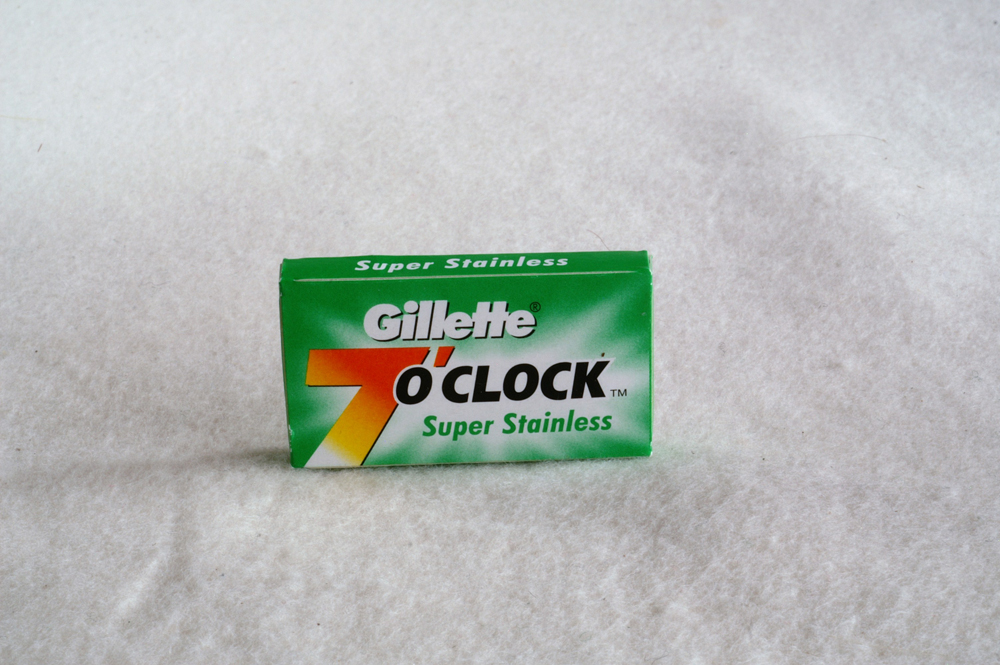 Super Stainless
Gillette®
7 O'CLOCK™
Super Stainless